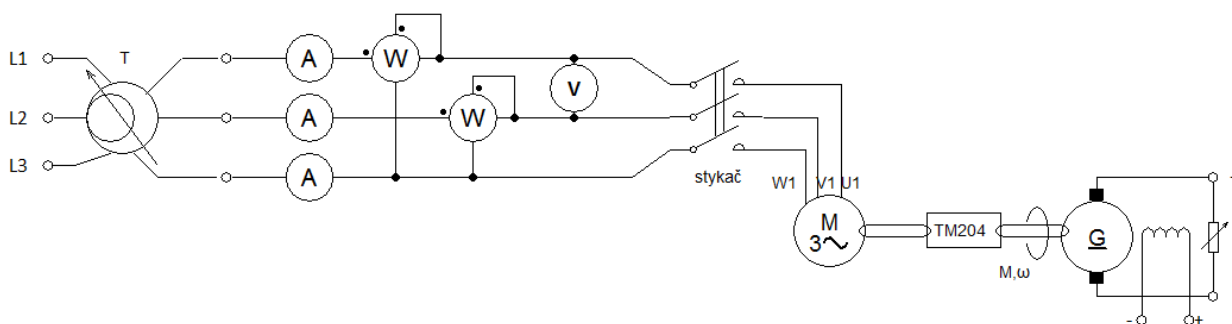 L1
L2
L3
T
A
W
A
W
A
V
stykač
W1 V1 U1
M
3
TM204
M,ω
G
-
+
-